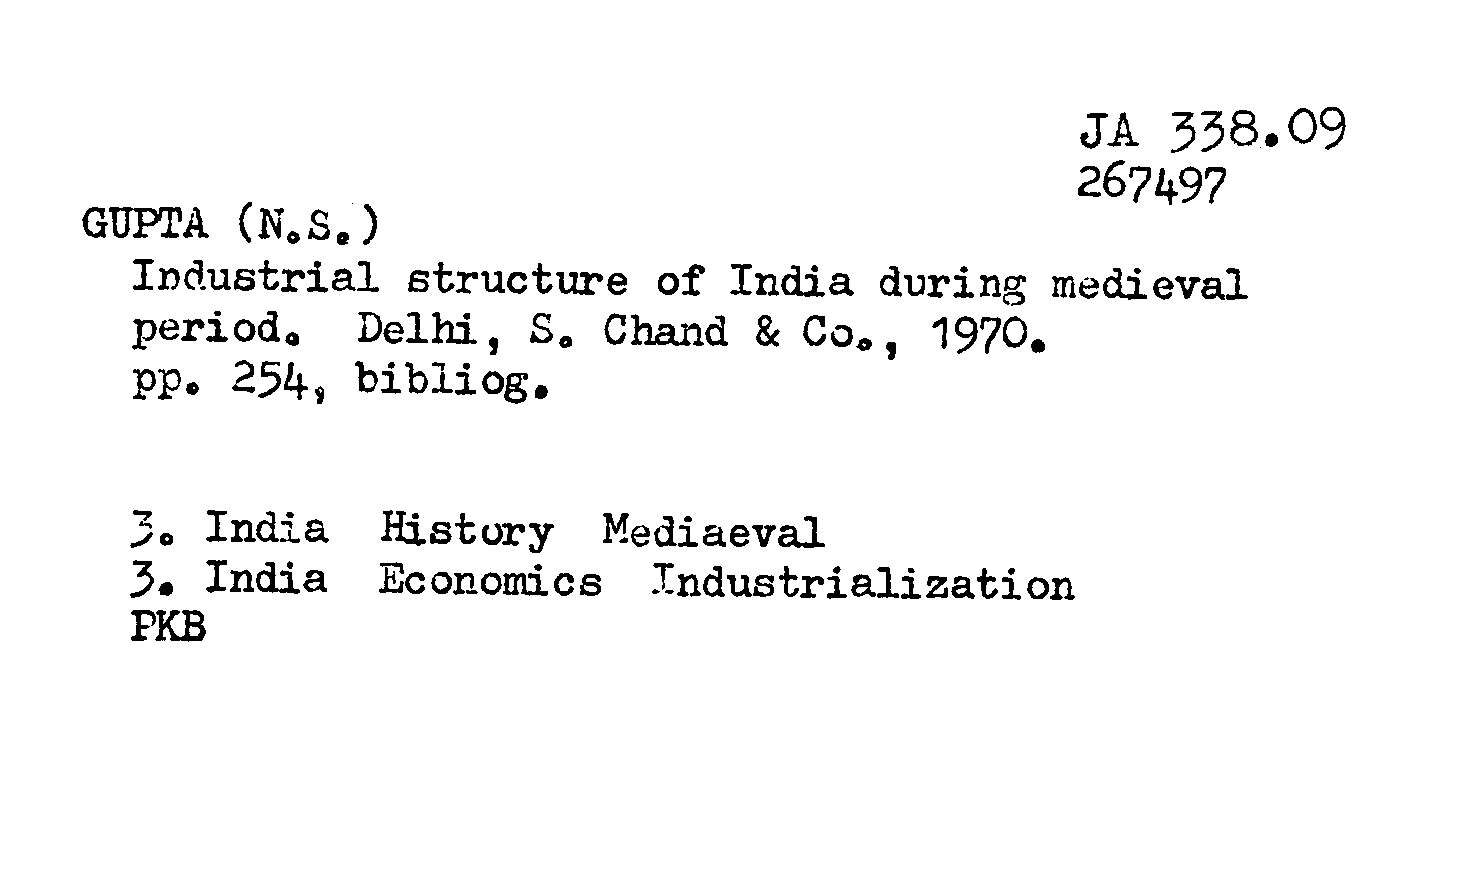 JA 338.09
267497
GUPTA (N.S.)
Industrial structure of India during medieval
period. Delhi, S. Chand & Co., 1970.
pp. 254, bibliog.
3. India History Mediaeval
3. India Economics Industrialization
PKB